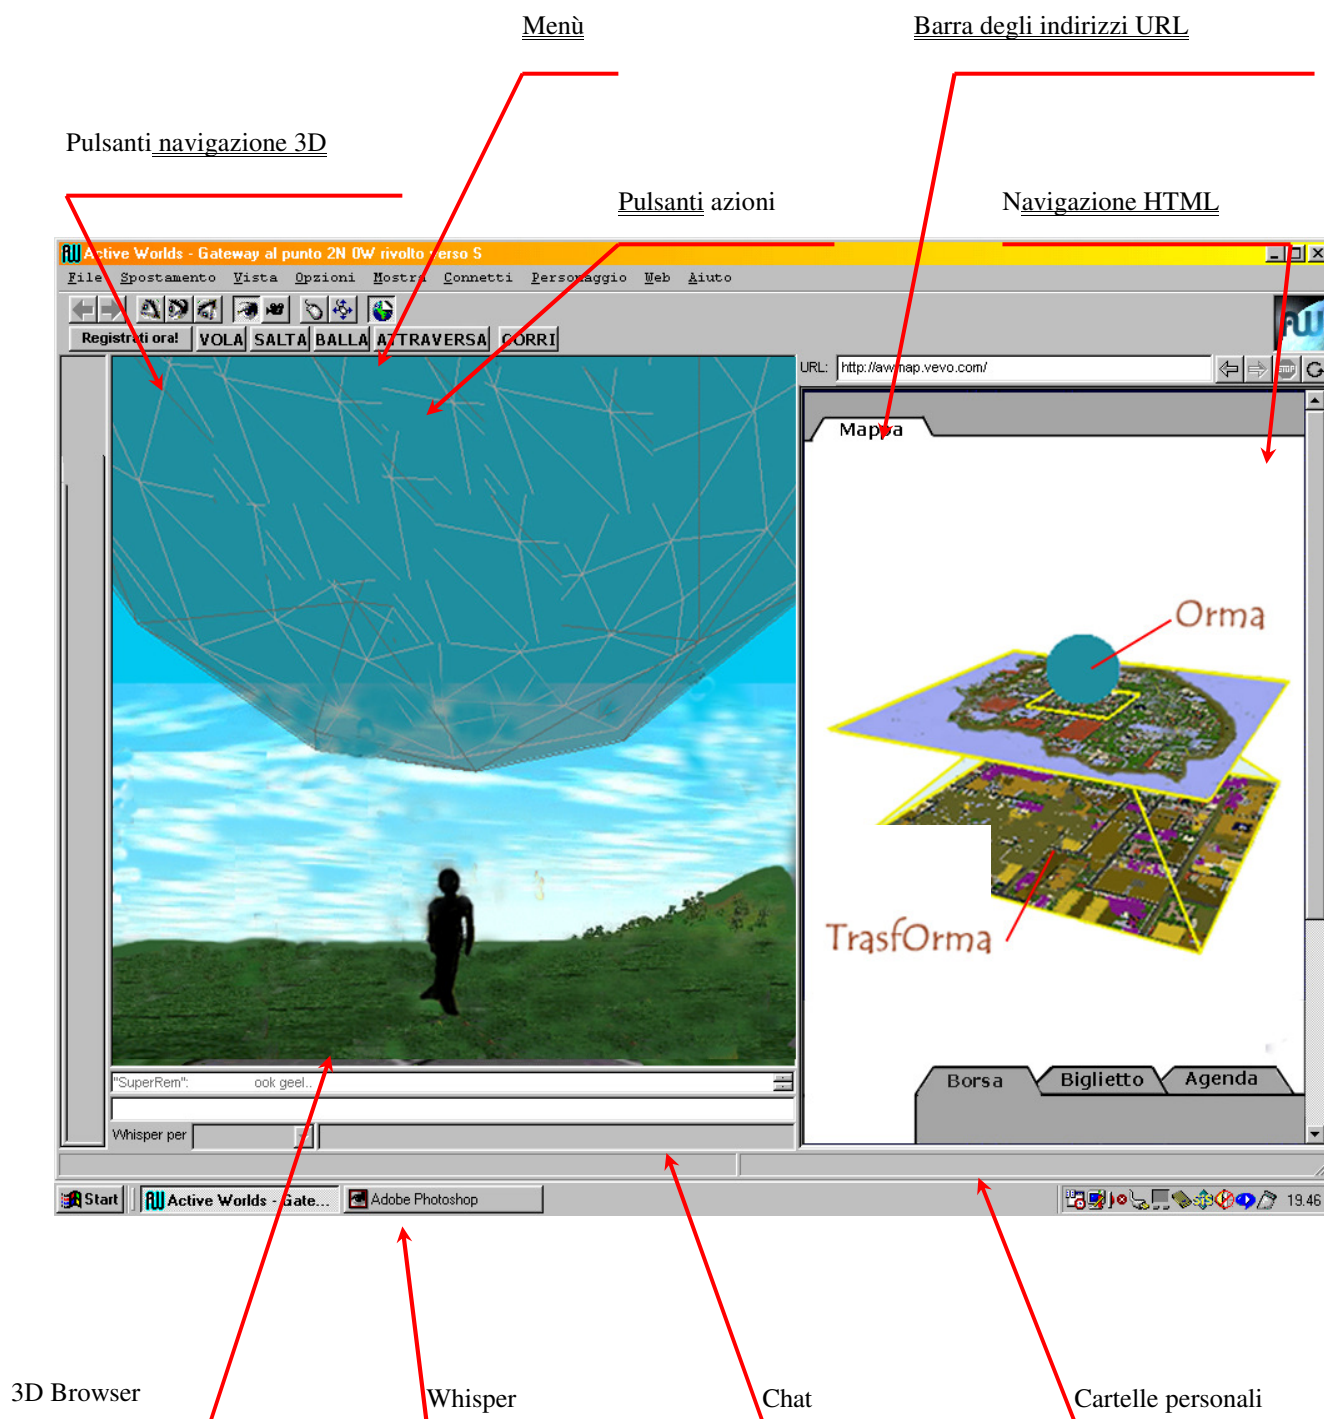 Menù
Barra degli indirizzi URL
Pulsanti navigazione 3D
Pulsanti azioni
Navigazione HTML
Active Worlds - Gateway al punto 2N 0W rivolto verso S
File Spostamento Vista Opzioni Mostra Connetti Personaggio Web Aiuto
Registrati ora! VOLA SALTA BALLA ATTRAVERSA CORRI
URL: http://awmap.vevo.com/
STOP
Mappa
Orma
TrasfOrma
Borsa Biglietto Agenda
"SuperRem": ook geel..
Whisper per
Start Active Worlds - Gate... Adobe Photoshop 19.46
3D Browser
Whisper
Chat
Cartelle personali